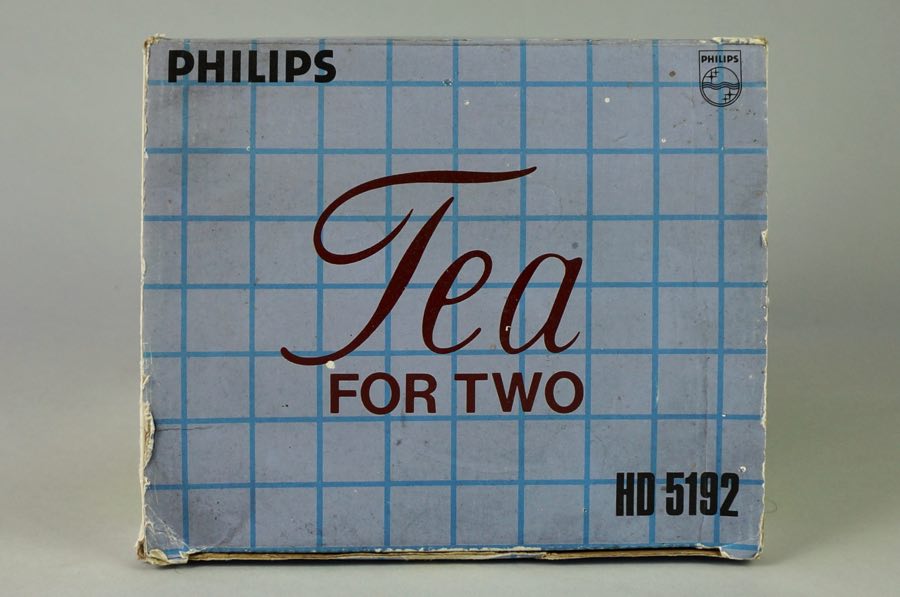 PHILIPS
PHILIPS
Tea
FOR TWO
HD 5192